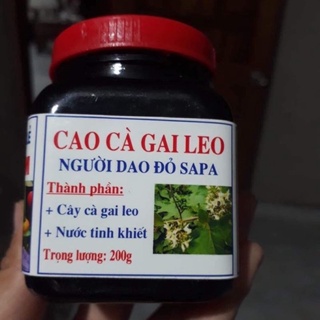 CAO CÀ GAI LEO
NGƯỜI DAO ĐỎ SAPA
Thành phần:
+ Cây cà gai leo
+ Nước tinh khiết
Trọng lượng: 200g